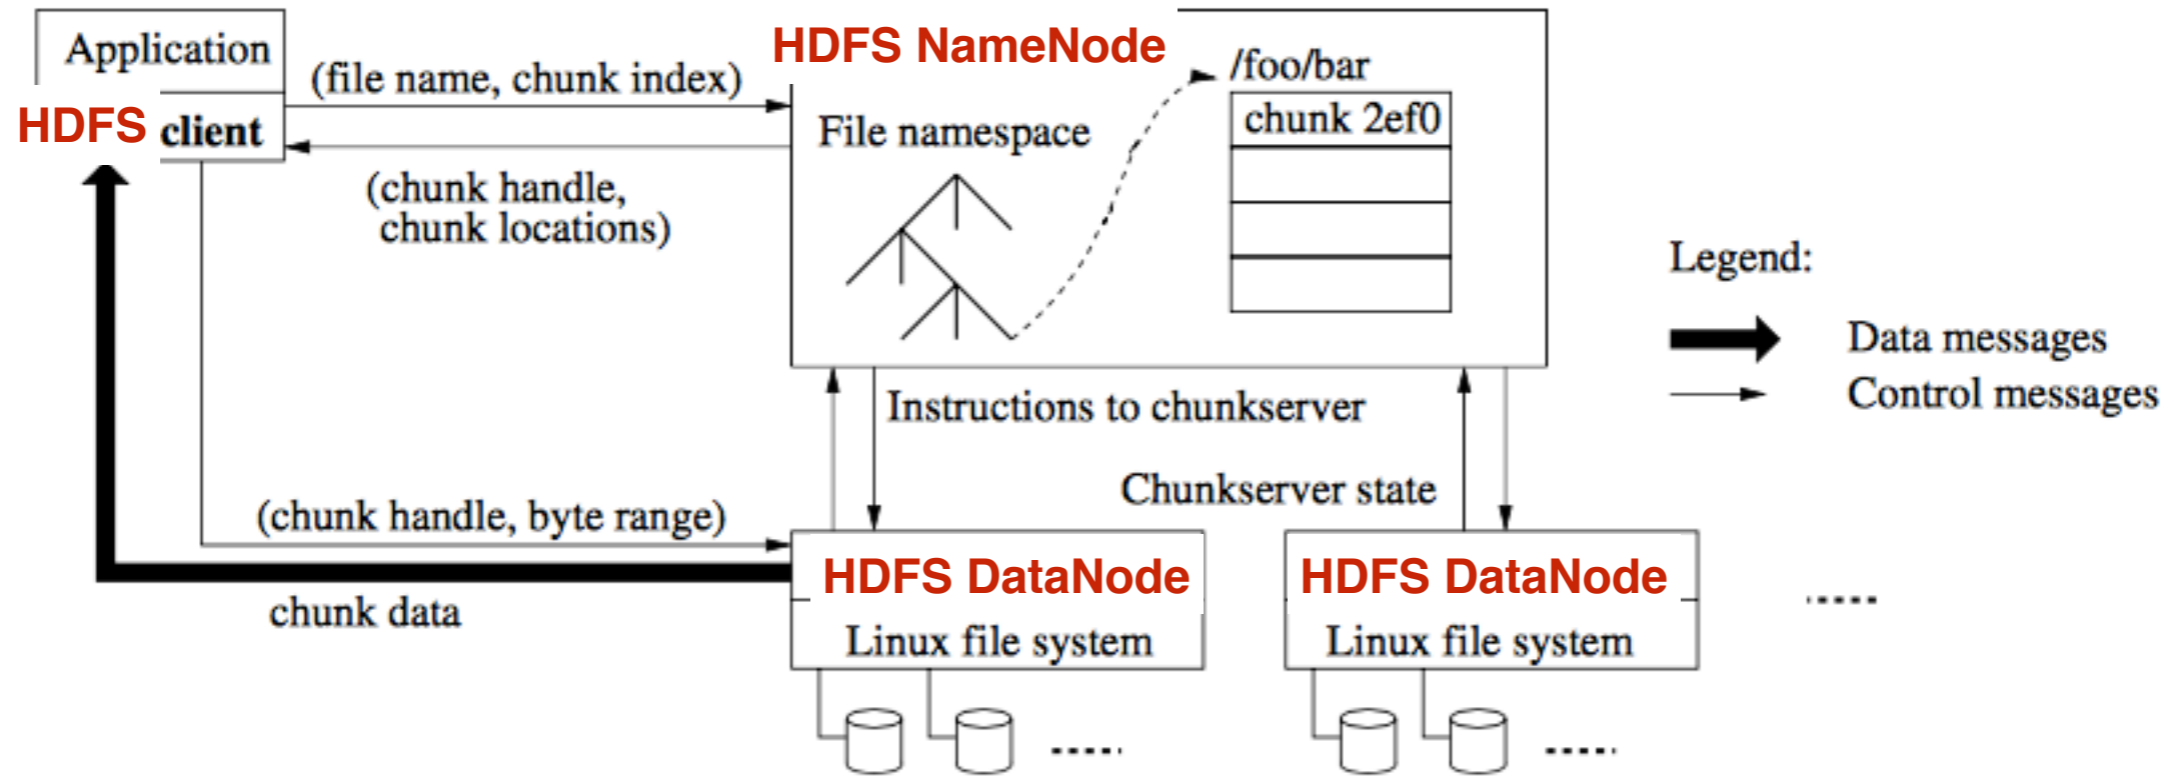 Application
HDFS client
(file name, chunk index)
(chunk handle,
chunk locations)
HDFS NameNode
File namespace
/foo/bar
chunk 2ef0
Legend:
Data messages
Control messages
Instructions to chunkserver
Chunkserver state
(chunk handle, byte range)
chunk data
HDFS DataNode
Linux file system
HDFS DataNode
Linux file system